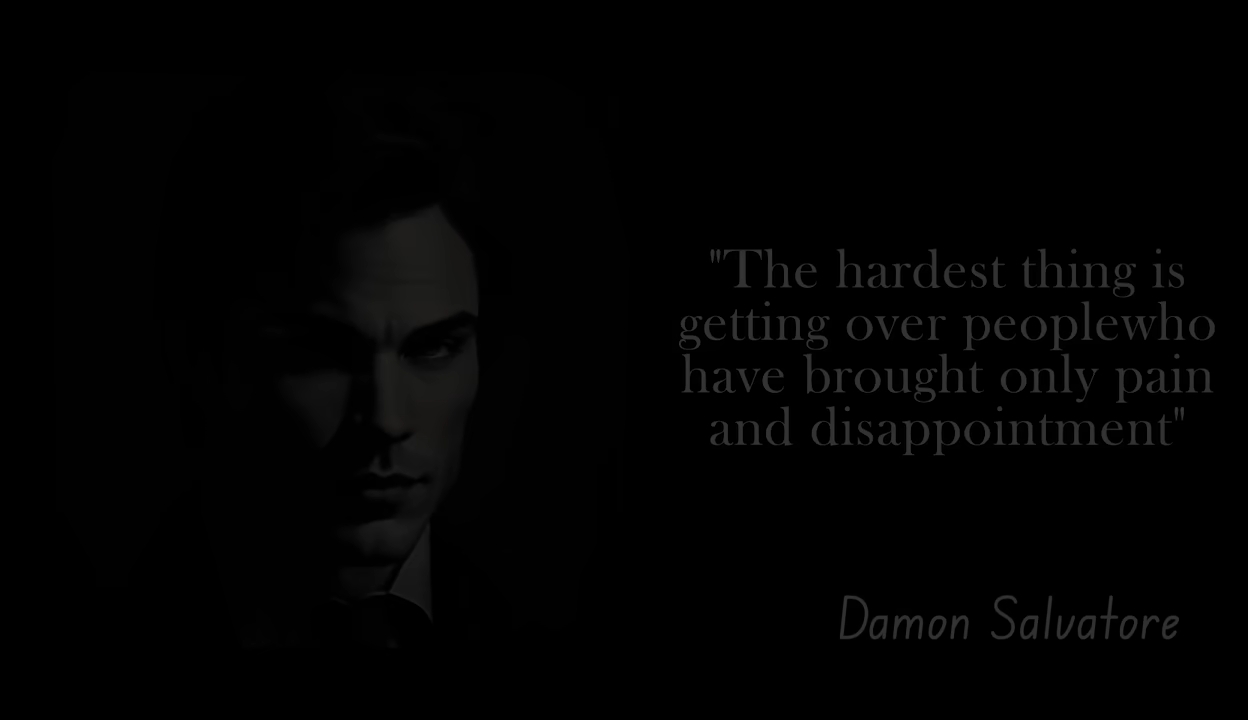 "The hardest thing is
getting over peoplewho
have brought only pain
and disappointment"
Damon Salvatore